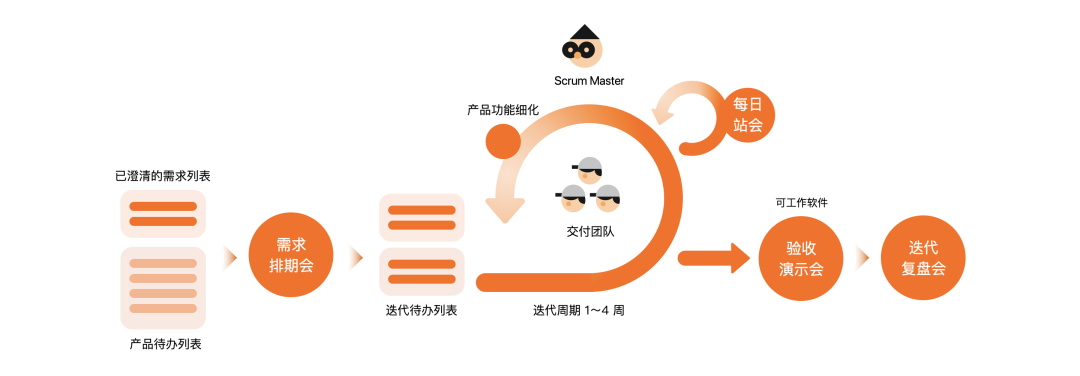 已澄清的需求列表
产品待办列表
需求
排期会
迭代待办列表
产品功能细化
Scrum Master
交付团队
迭代周期 1～4 周
每日
站会
可工作软件
验收
演示会
迭代
复盘会